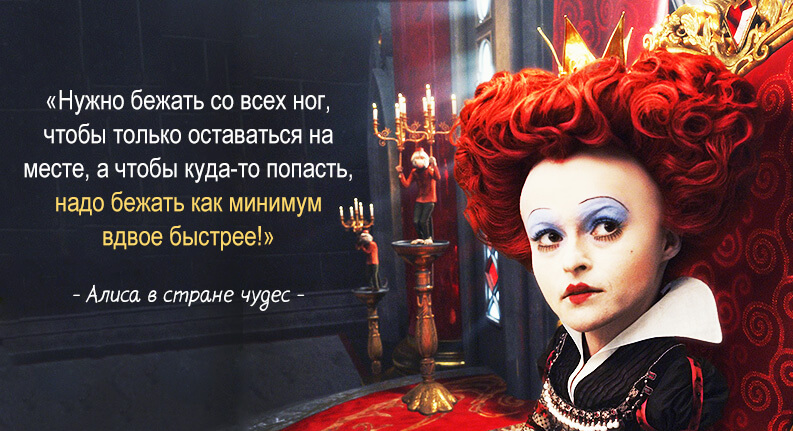 «Нужно бежать со всех ног,
чтобы только оставаться на
месте, а чтобы куда-то попасть,
надо бежать как минимум
вдвое быстрее!»
- Алиса в стране чудес -